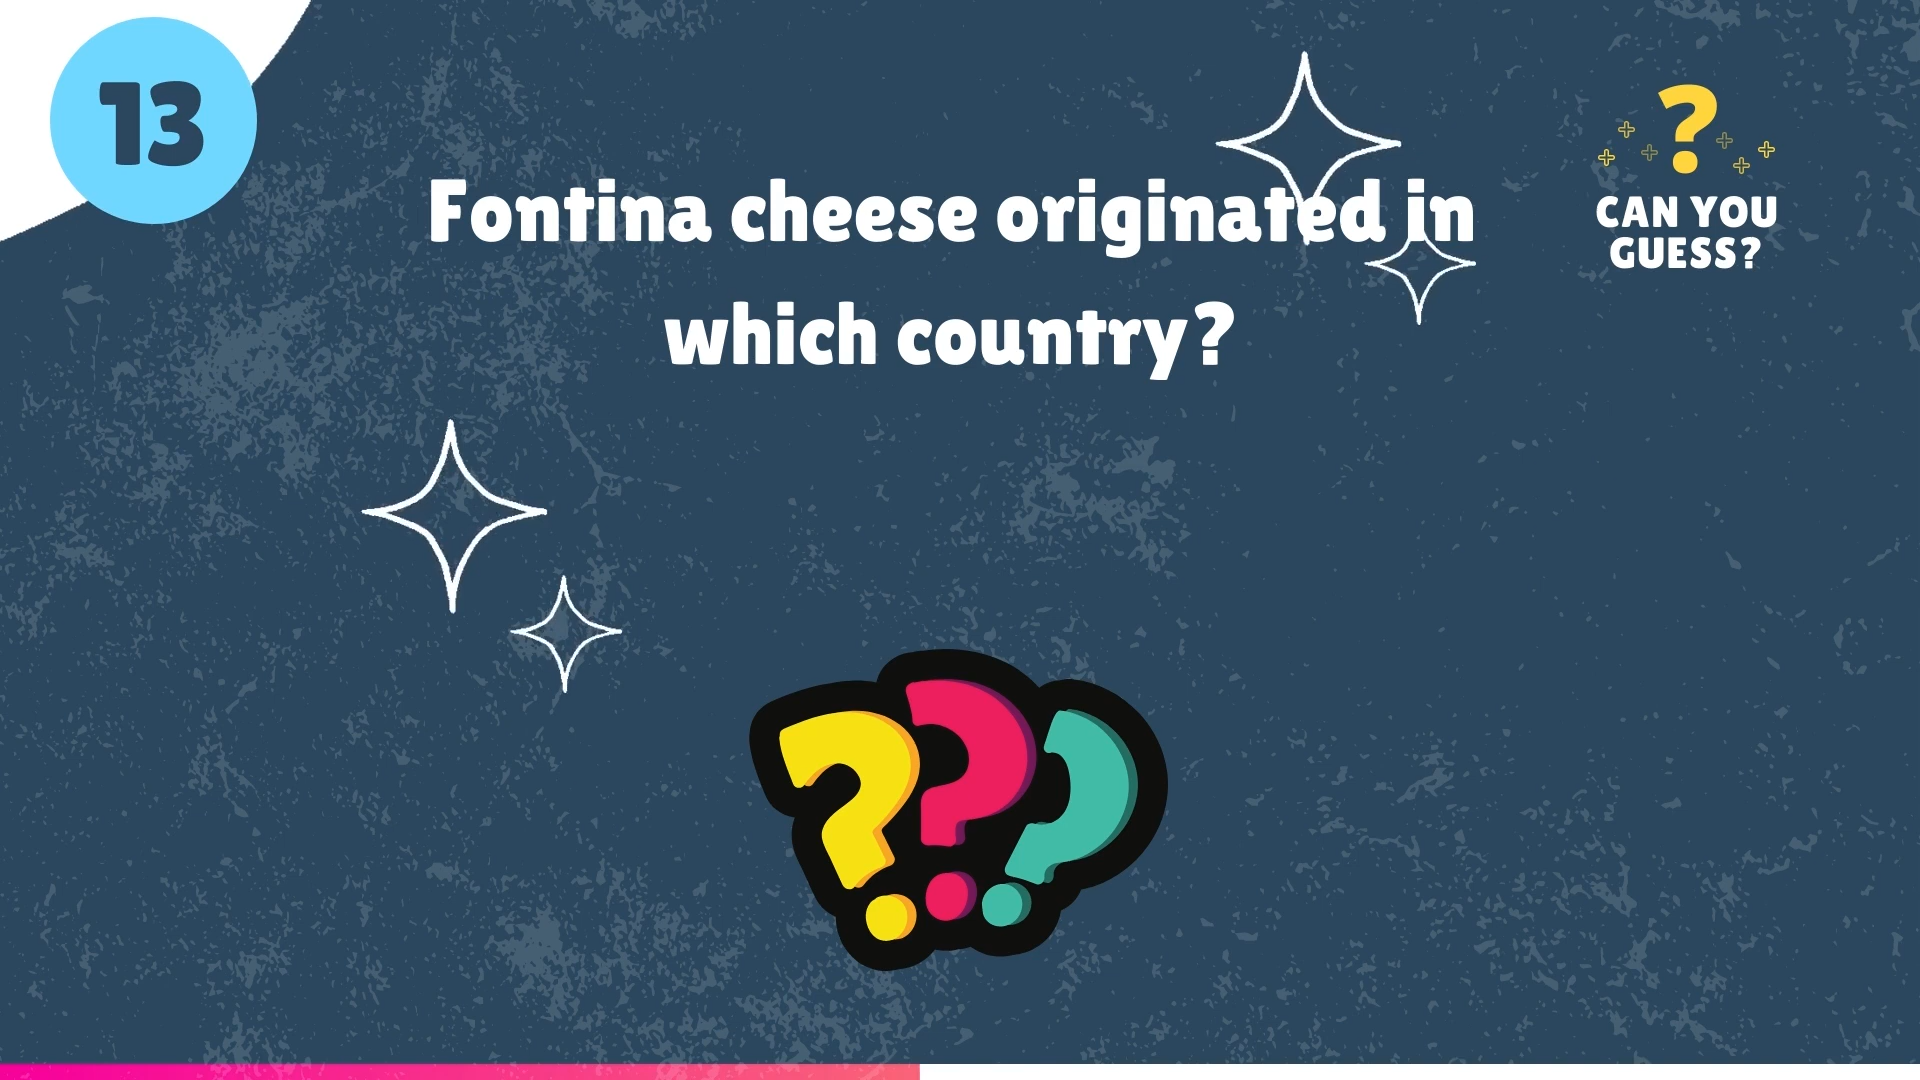 13
Fontina cheese originated in
which country?
?
CAN YOU
GUESS?
???